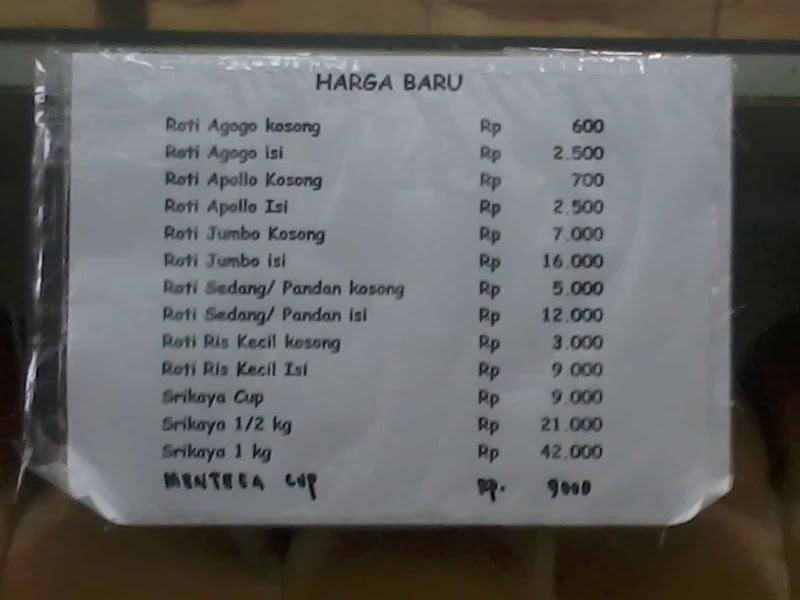 HARGA BARU
Roti Agogo kosong Rp 600
Roti Agogo isi Rp 2.500
Roti Apollo Kosong Rp 700
Roti Apollo Isi Rp 2.500
Roti Jumbo Kosong Rp 7.000
Roti Jumbo isi Rp 16.000
Roti Sedang/ Pandan kosong Rp 5.000
Roti Sedang/ Pandan isi Rp 12.000
Roti Ris Kecil kosong Rp 3.000
Roti Ris Kecil Isi Rp 9.000
Srikaya Cup Rp 9.000
Srikaya 1/2 kg Rp 21.000
Srikaya 1 kg Rp 42.000
MENTEGA CUP Rp. 9000